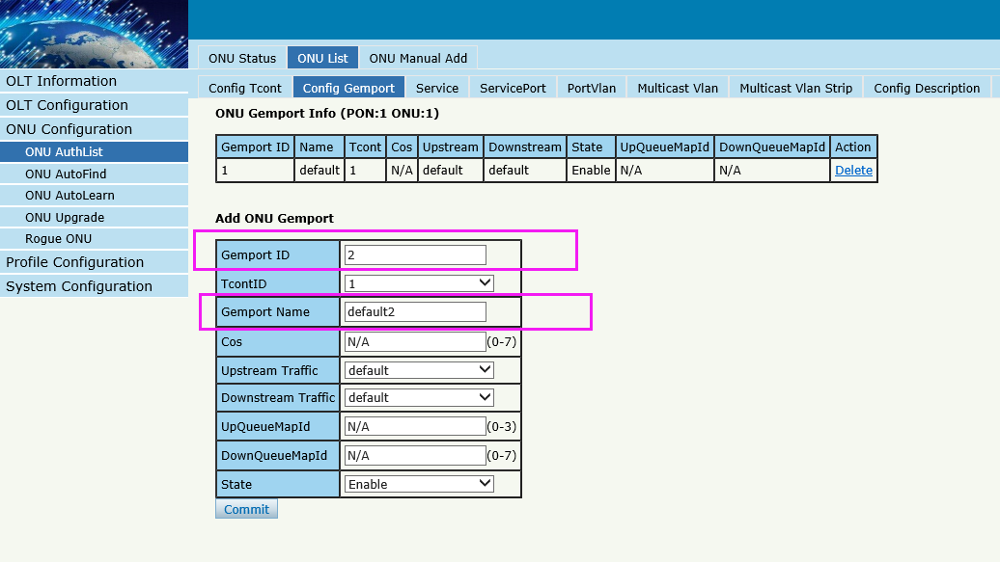 ONU Status ONU List ONU Manual Add
OLT Information
OLT Configuration
ONU Configuration
ONU AuthList
ONU AutoFind
ONU AutoLearn
ONU Upgrade
Rogue ONU
Profile Configuration
System Configuration
Config Tcont Config Gemport Service ServicePort PortVlan Multicast Vlan Multicast Vlan Strip Config Description
ONU Gemport Info (PON:1 ONU:1)
Gemport ID Name Tcont Cos Upstream Downstream State UpQueueMapId DownQueueMapId Action
1 default 1 N/A default default Enable N/A N/A Delete
Add ONU Gemport
Gemport ID 2
TcontID 1
Gemport Name default2
Cos N/A (0-7)
Upstream Traffic default
Downstream Traffic default
UpQueueMapId N/A (0-3)
DownQueueMapId N/A (0-7)
State Enable
Commit